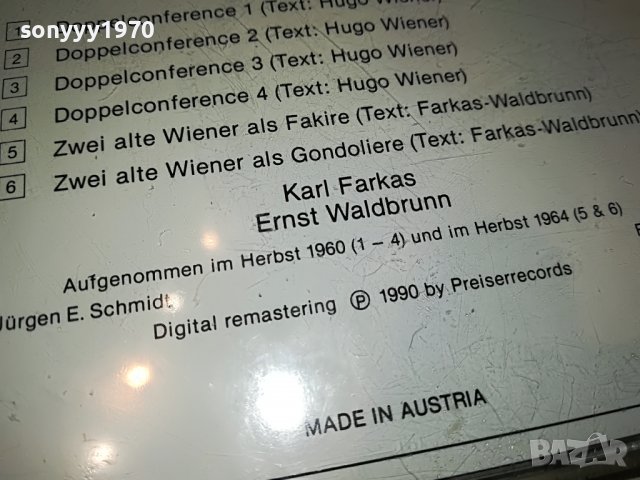 sonyyy1970
1 Doppelconference 1 (Text: Hugo Wiener)
2 Doppelconference 2 (Text: Hugo Wiener)
3 Doppelconference 3 (Text: Hugo Wiener)
4 Doppelconference 4 (Text: Hugo Wiener)
5 Zwei alte Wiener als Fakire (Text: Farkas-Waldbrunn)
6 Zwei alte Wiener als Gondoliere (Text: Farkas-Waldbrunn)
Karl Farkas
Ernst Waldbrunn
Aufgenommen im Herbst 1960 (1 – 4) und im Herbst 1964 (5 & 6)
Jürgen E. Schmidt
Digital remastering ℗ 1990 by Preiserrecords
MADE IN AUSTRIA
BAZAR